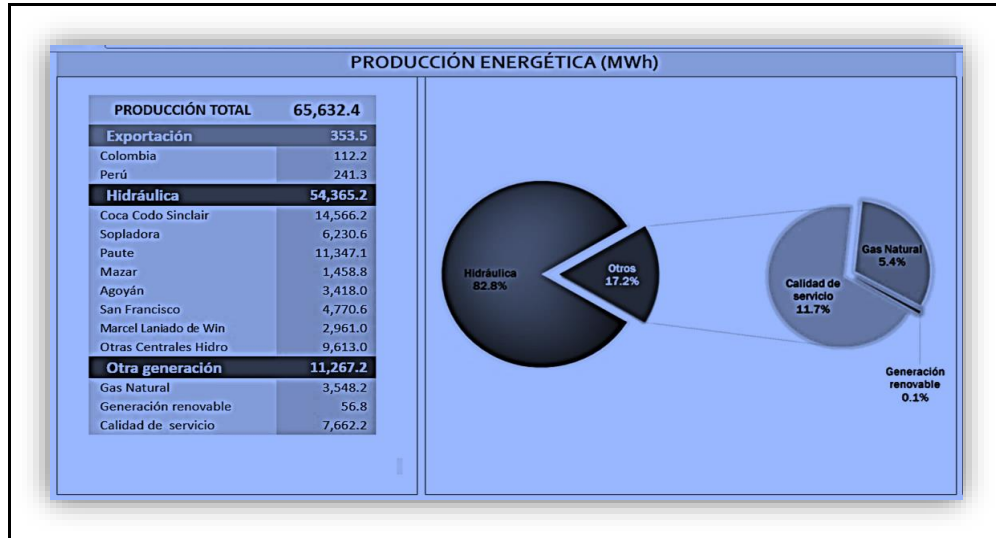 PRODUCCIÓN ENERGÉTICA (MWh)
PRODUCCIÓN TOTAL 65,632.4
Exportación 353.5
Colombia 112.2
Perú 241.3
Hidráulica 54,365.2
Coca Codo Sinclair 14,566.2
Sopladora 6,230.6
Paute 11,347.1
Mazar 1,458.8
Agoyán 3,418.0
San Francisco 4,770.6
Marcel Laniado de Win 2,961.0
Otras Centrales Hidro 9,613.0
Otra generación 11,267.2
Gas Natural 3,548.2
Generación renovable 56.8
Calidad de servicio 7,662.2
Hidráulica
82.8%
Otros
17.2%
Gas Natural
5.4%
Calidad de
servicio
11.7%
Generación
renovable
0.1%